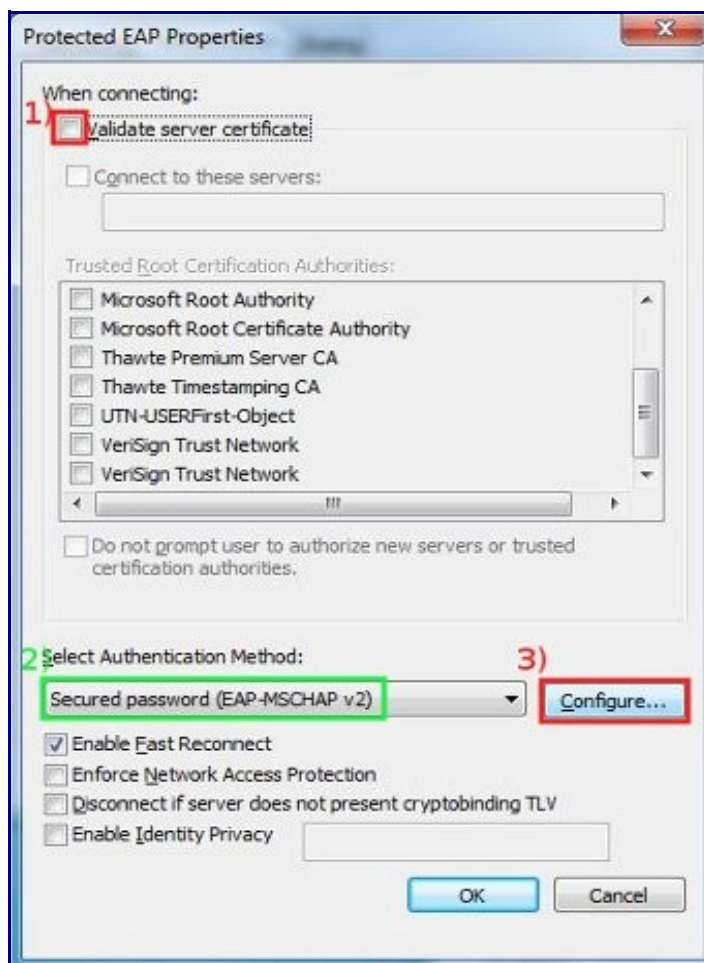 Protected EAP Properties
When connecting:
1)
Validate server certificate
Connect to these servers:
Trusted Root Certification Authorities:
Microsoft Root Authority
Microsoft Root Certificate Authority
Thawte Premium Server CA
Thawte Timestamping CA
UTN-USERFirst-Object
VeriSign Trust Network
VeriSign Trust Network
Do not prompt user to authorize new servers or trusted
certification authorities.
2)
Select Authentication Method:
3)
Secured password (EAP-MSCHAP v2)
Configure...
Enable Fast Reconnect
Enforce Network Access Protection
Disconnect if server does not present cryptobinding TLV
Enable Identity Privacy
OK
Cancel